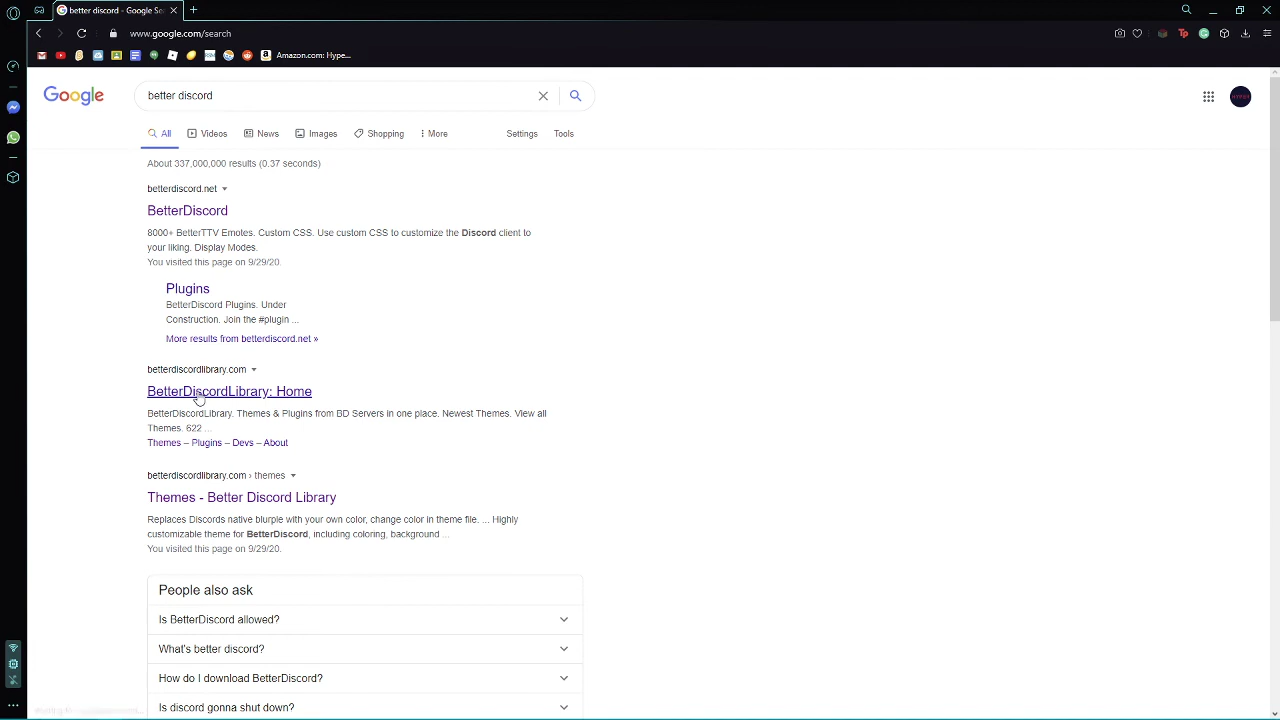 better discord - Google Se
www.google.com/search
Amazon.com: Hype...
Google
better discord
All
Videos
News
Images
Shopping
More
Settings
Tools
About 337,000,000 results (0.37 seconds)
betterdiscord.net
BetterDiscord
8000+ BetterTTV Emotes. Custom CSS. Use custom CSS to customize the Discord client to
your liking. Display Modes.
You visited this page on 9/29/20.
Plugins
BetterDiscord Plugins. Under
Construction. Join the #plugin ...
More results from betterdiscord.net »
betterdiscordlibrary.com
BetterDiscordLibrary: Home
BetterDiscordLibrary. Themes & Plugins from BD Servers in one place. Newest Themes. View all
Themes. 622 ...
Themes – Plugins – Devs – About
betterdiscordlibrary.com › themes
Themes - Better Discord Library
Replaces Discords native blurple with your own color, change color in theme file. ... Highly
customizable theme for BetterDiscord, including coloring, background ...
You visited this page on 9/29/20.
People also ask
Is BetterDiscord allowed?
What's better discord?
How do I download BetterDiscord?
Is discord gonna shut down?